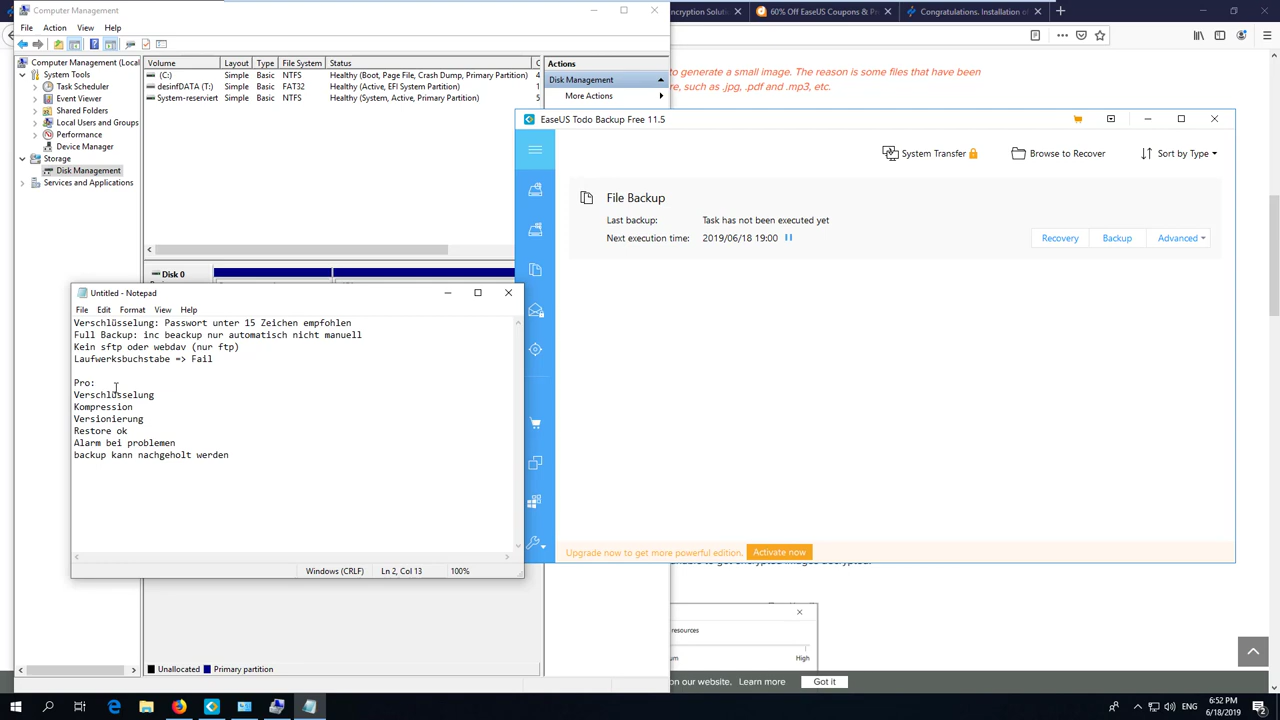 Computer Management
File Action View Help
Computer Management (Local
System Tools
Task Scheduler
Event Viewer
Shared Folders
Local Users and Groups
Performance
Device Manager
Storage
Disk Management
Services and Applications
Volume Layout Type File System Status C
(C:) Simple Basic NTFS Healthy (Boot, Page File, Crash Dump, Primary Partition) 4
desinfDATA (T:) Simple Basic FAT32 Healthy (Active, EFI System Partition) 1
System-reserviert Simple Basic NTFS Healthy (System, Active, Primary Partition) 5
Actions
Disk Management
More Actions
Disk 0
Unallocated Primary partition
Untitled - Notepad
File Edit Format View Help
Verschlüsselung: Passwort unter 15 Zeichen empfohlen
Full Backup: inc beackup nur automatisch nicht manuell
Kein sftp oder webdav (nur ftp)
Laufwerksbuchstabe => Fail
Pro:
Verschlüsselung
Kompression
Versionierung
Restore ok
Alarm bei problemen
backup kann nachgeholt werden
Windows (CRLF) Ln 2, Col 13 100%
ncryption Soluti
60% Off EaseUS Coupons & Pr
Congratulations. Installation o
to generate a small image. The reason is some files that have been
re, such as .jpg, .pdf and .mp3, etc.
EaseUS Todo Backup Free 11.5
System Transfer Browse to Recover Sort by Type
File Backup
Last backup: Task has not been executed yet
Next execution time: 2019/06/18 19:00
Recovery Backup Advanced
Upgrade now to get more powerful edition. Activate now
resources
High
on our website. Learn more Got it
ENG
6:52 PM
6/18/2019
2